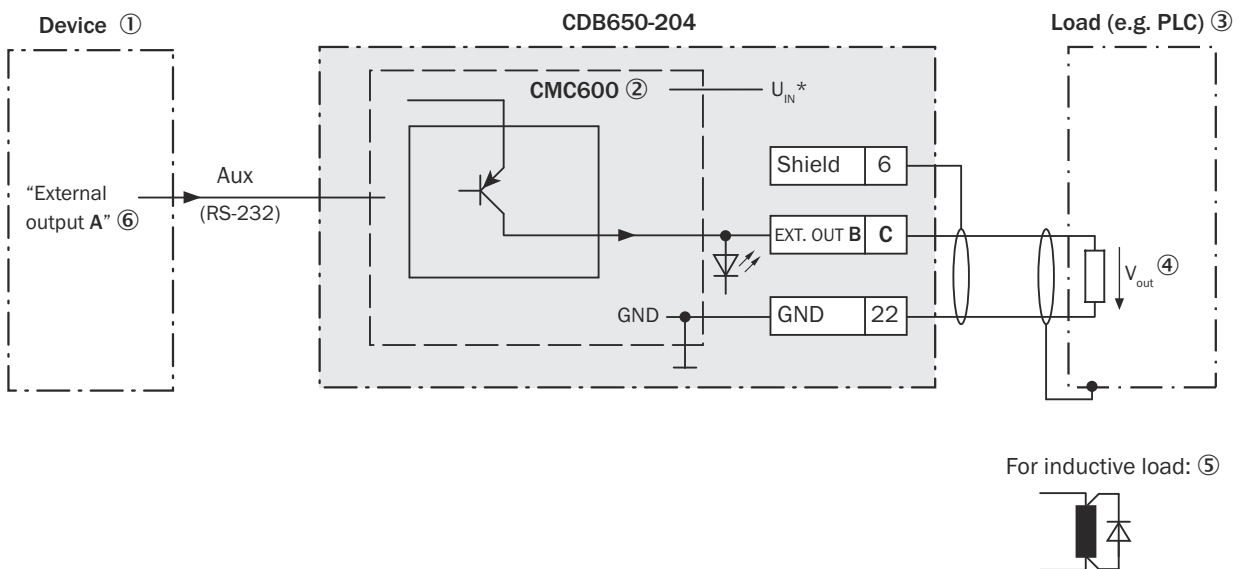 Device ①
CDB650-204
Load (e.g. PLC) ③
CMC600 ②
U_IN*
Shield 6
Aux
(RS-232)
"External
output A" ⑥
EXT. OUT B C
V_out ④
GND
GND 22
For inductive load: ⑤